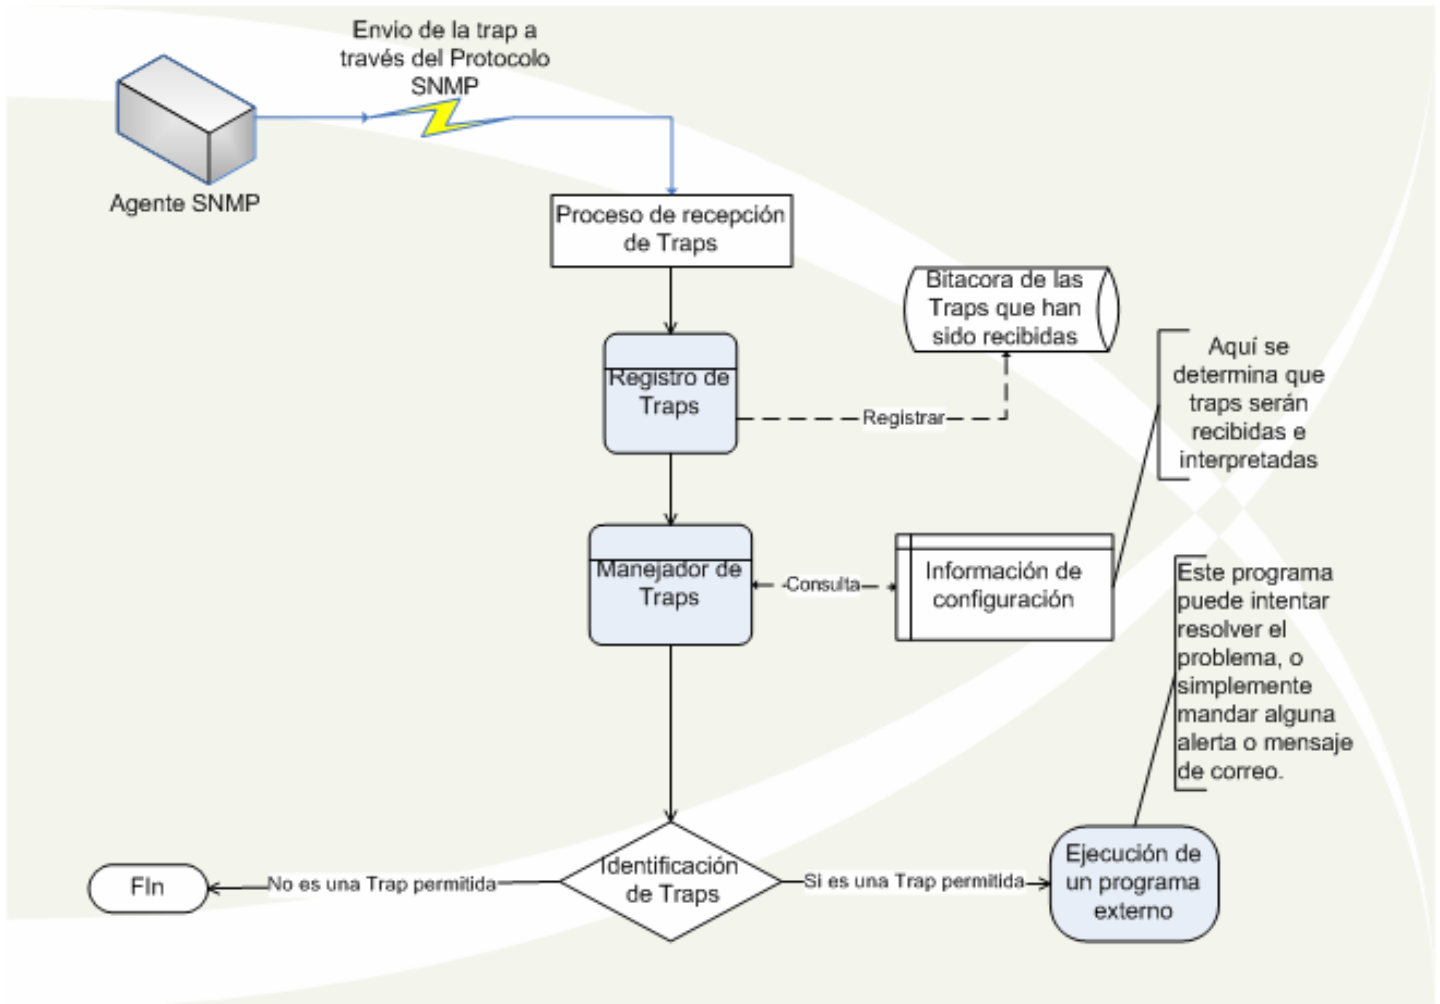 Envio de la trap a
través del Protocolo
SNMP
Agente SNMP
Proceso de recepción
de Traps
Bitacora de las
Traps que han
sido recibidas
Registro de
Traps
Registrar
Aquí se
determina que
traps serán
recibidas e
interpretadas
Manejador de
Traps
Consulta
Información de
configuración
Este programa
puede intentar
resolver el
problema, o
simplemente
mandar alguna
alerta o mensaje
de correo.
Identificación
de Traps
No es una Trap permitida
FIn
Si es una Trap permitida
Ejecución de
un programa
externo